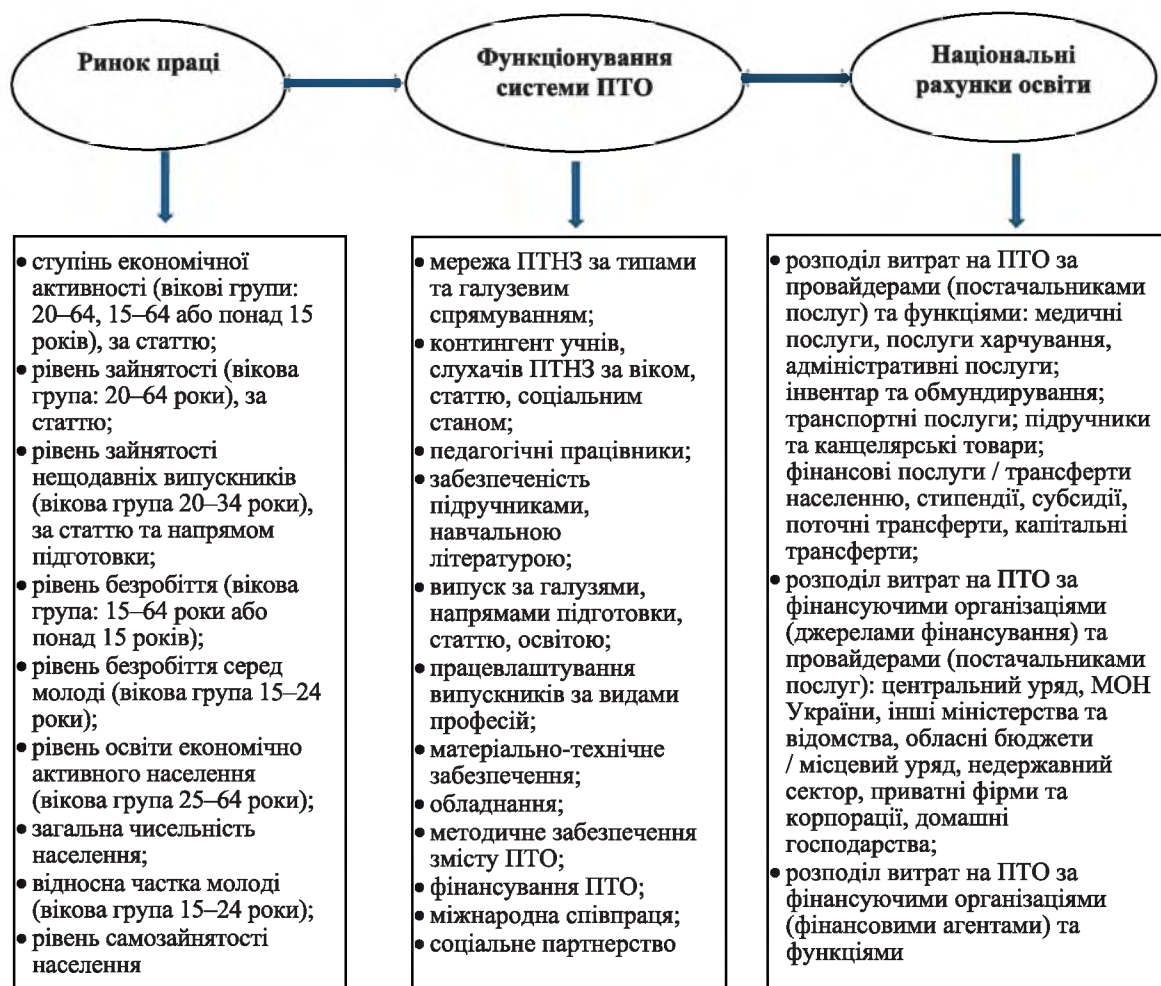 Ринок праці
Функціонування
системи ПТО
Національні
рахунки освіти
• ступінь економічної
активності (вікові групи:
20–64, 15–64 або понад 15
років), за статтю;
• рівень зайнятості (вікова
група: 20–64 роки), за
статтю;
• рівень зайнятості
нещодавніх випускників
(вікова група 20–34 роки),
за статтю та напрямом
підготовки;
• рівень безробіття (вікова
група: 15–64 роки або
понад 15 років);
• рівень безробіття серед
молоді (вікова група 15–24
роки);
• рівень освіти економічно
активного населення
(вікова група 25–64 роки);
• загальна чисельність
населення;
• відносна частка молоді
(вікова група 15–24 роки);
• рівень самозайнятості
населення
• мережа ПТНЗ за типами
та галузевим
спрямуванням;
• контингент учнів,
слухачів ПТНЗ за віком,
статтю, соціальним
станом;
• педагогічні працівники;
• забезпеченість
підручниками,
навчальною
літературою;
• випуск за галузями,
напрямами підготовки,
статтю, освітою;
• працевлаштування
випускників за видами
професій;
• матеріально-технічне
забезпечення;
• обладнання;
• методичне забезпечення
змісту ПТО;
• фінансування ПТО;
• міжнародна співпраця;
• соціальне партнерство
• розподіл витрат на ПТО за
провайдерами (постачальниками
послуг) та функціями: медичні
послуги, послуги харчування,
адміністративні послуги;
інвентар та обмундирування;
транспортні послуги; підручники
та канцелярські товари;
фінансові послуги / трансферти
населенню, стипендії, субсидії,
поточні трансферти, капітальні
трансферти;
• розподіл витрат на ПТО за
фінансуючими організаціями
(джерелами фінансування) та
провайдерами (постачальниками
послуг): центральний уряд, МОН
України, інші міністерства та
відомства, обласні бюджети
/ місцевий уряд, недержавний
сектор, приватні фірми та
корпорації, домашні
господарства;
• розподіл витрат на ПТО за
фінансуючими організаціями
(фінансовими агентами) та
функціями